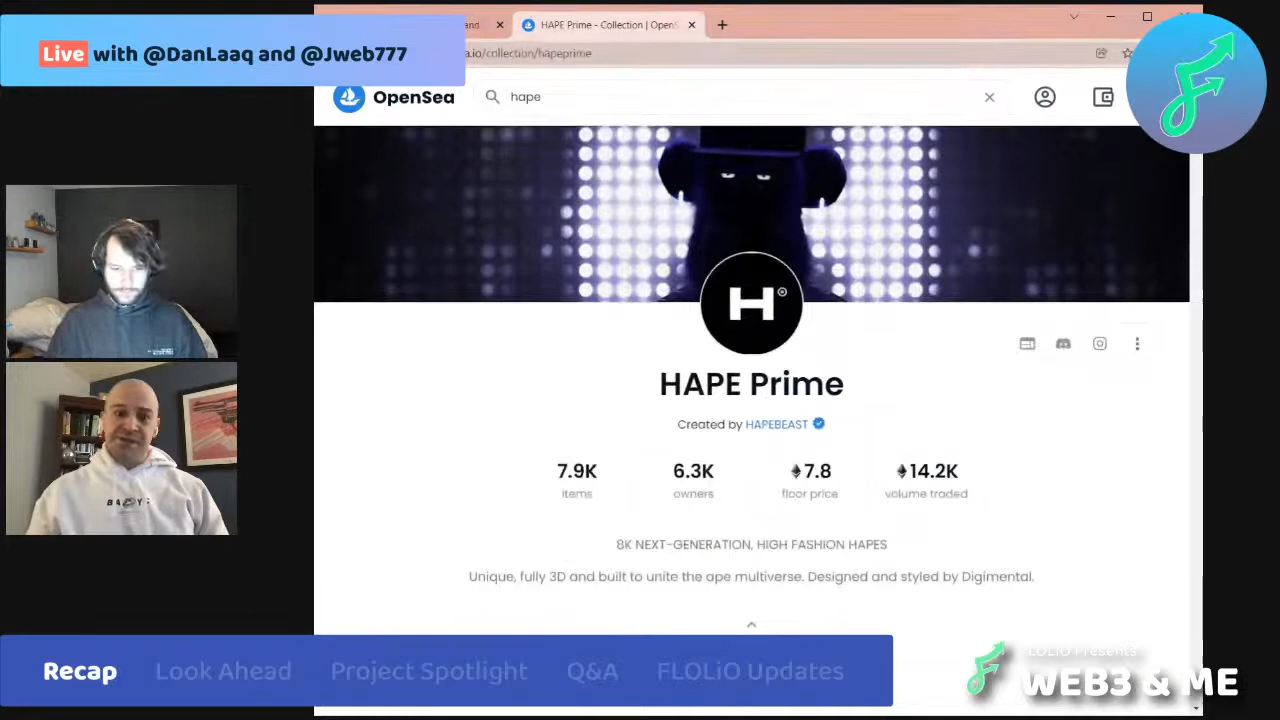 Live with @DanLaaq and @Jweb777
and
HAPE Prime - Collection | OpenS
a.io/collection/hapeprime
OpenSea
hape
H
HAPE Prime
Created by HAPEBEAST
7.9K 6.3K 7.8 14.2K
items owners floor price volume traded
8K NEXT-GENERATION, HIGH FASHION HAPES
Unique, fully 3D and built to unite the ape multiverse. Designed and styled by Digimental.
Recap Look Ahead Project Spotlight Q&A FLOLiO Updates
FLOLiO Presents
WEB3 & ME